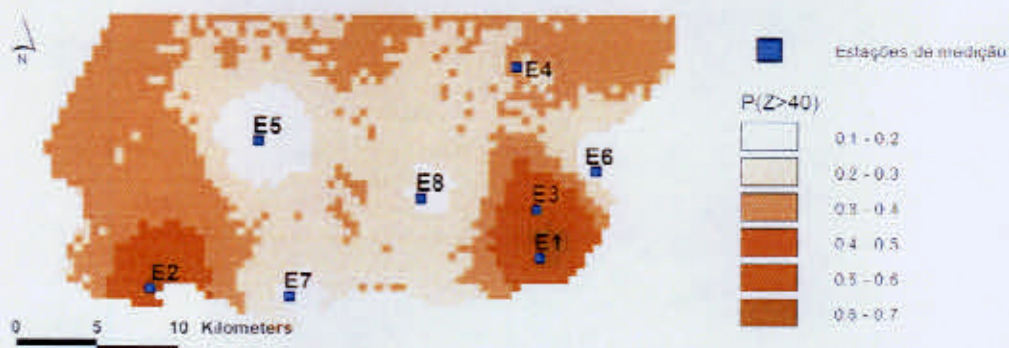 N
E5
E4
E6
E8
E3
E1
E2
E7
0 5 10 Kilometers
Estações de medição
P(Z>40)
0.1 - 0.2
0.2 - 0.3
0.3 - 0.4
0.4 - 0.5
0.5 - 0.6
0.6 - 0.7